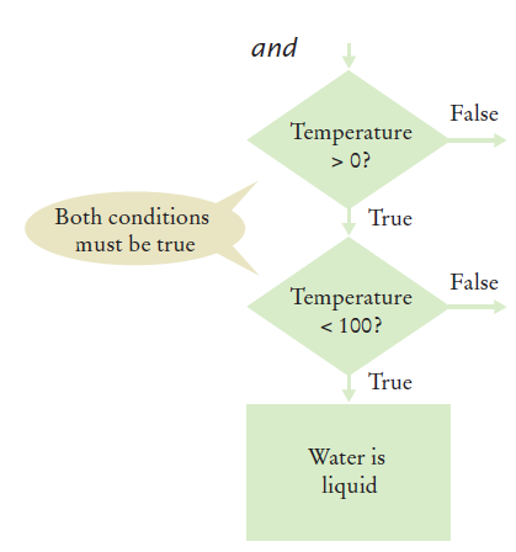 and
Temperature
> 0?
False
True
Both conditions
must be true
Temperature
< 100?
False
True
Water is
liquid